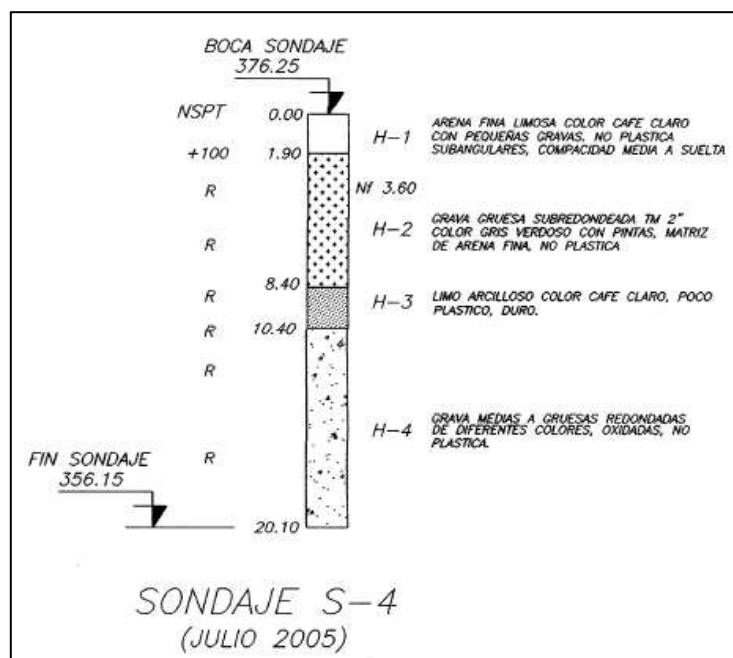 BOCA SONDAJE
376.25
NSPT
0.00
H-1
ARENA FINA LIMOSA COLOR CAFE CLARO
CON PEQUEÑAS GRAVAS. NO PLASTICA
SUBANGULARES, COMPACIDAD MEDIA A SUELTA
+100
1.90
R
Nf 3.60
H-2
GRAVA GRUESA SUBREDONDEADA TM 2"
COLOR GRIS VERDOSO CON PINTAS, MATRIZ
DE ARENA FINA, NO PLASTICA
R
8.40
R
H-3
LIMO ARCILLOSO COLOR CAFE CLARO, POCO
PLASTICO, DURO.
R
10.40
R
H-4
GRAVA MEDIAS A GRUESAS REDONDADAS
DE DIFERENTES COLORES, OXIDADAS, NO
PLASTICA.
R
FIN SONDAJE
356.15
20.10
SONDAJE S-4
(JULIO 2005)